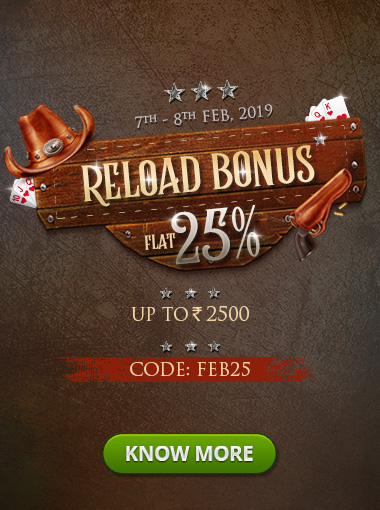 7TH - 8TH FEB, 2019
RELOAD BONUS
FLAT 25%
UP TO ₹ 2500
CODE: FEB25
KNOW MORE